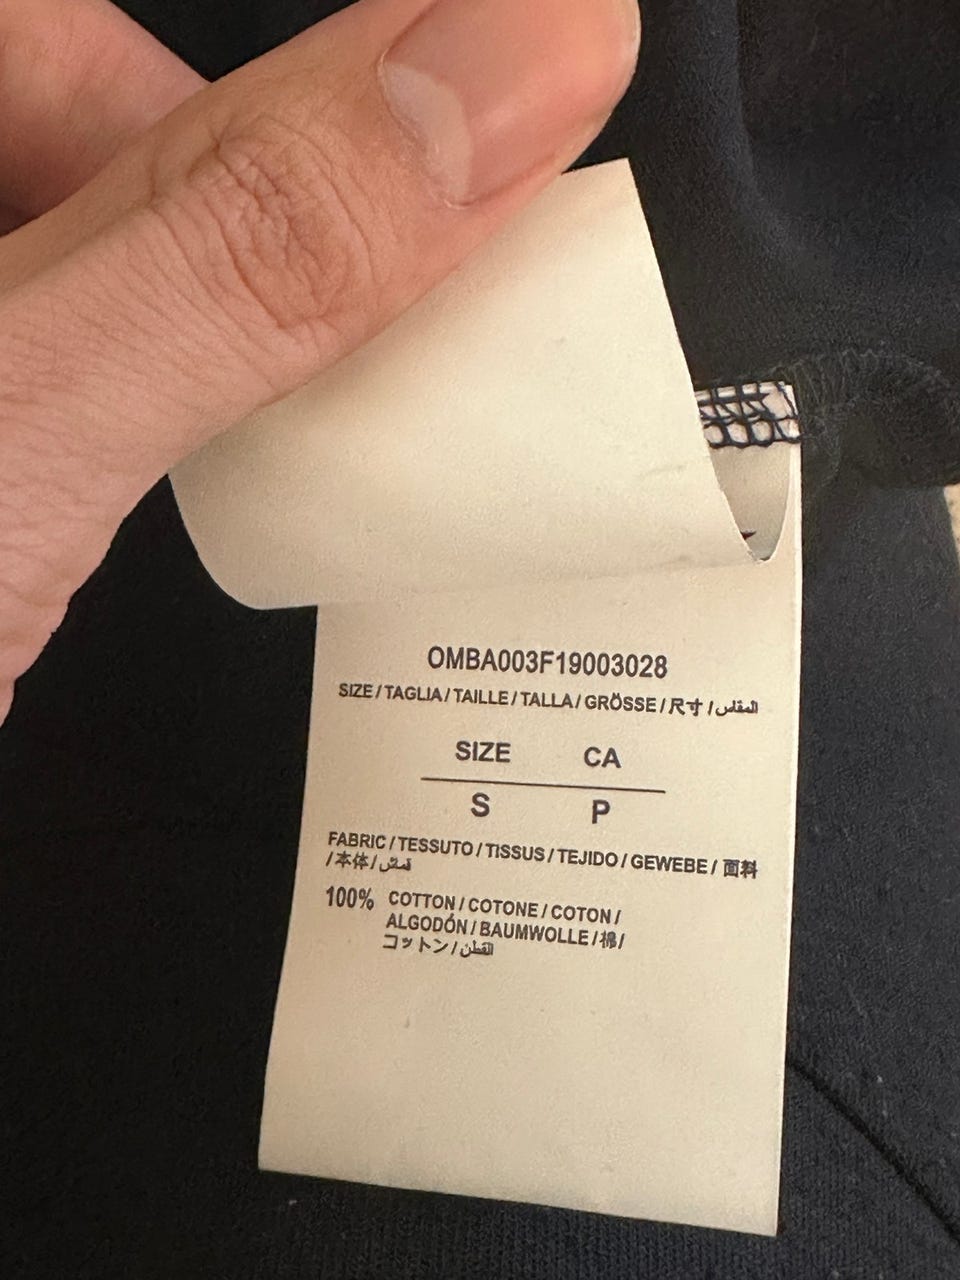 OMBA003F19003028
SIZE / TAGLIA / TAILLE / TALLA / GRÖSSE / 尺寸 / المقاس
SIZE CA
S P
FABRIC / TESSUTO / TISSUS / TEJIDO / GEWEBE / 面料
/ 本体 / قماش
100% COTTON / COTONE / COTON /
ALGODÓN / BAUMWOLLE / 棉/
コットン / القطن